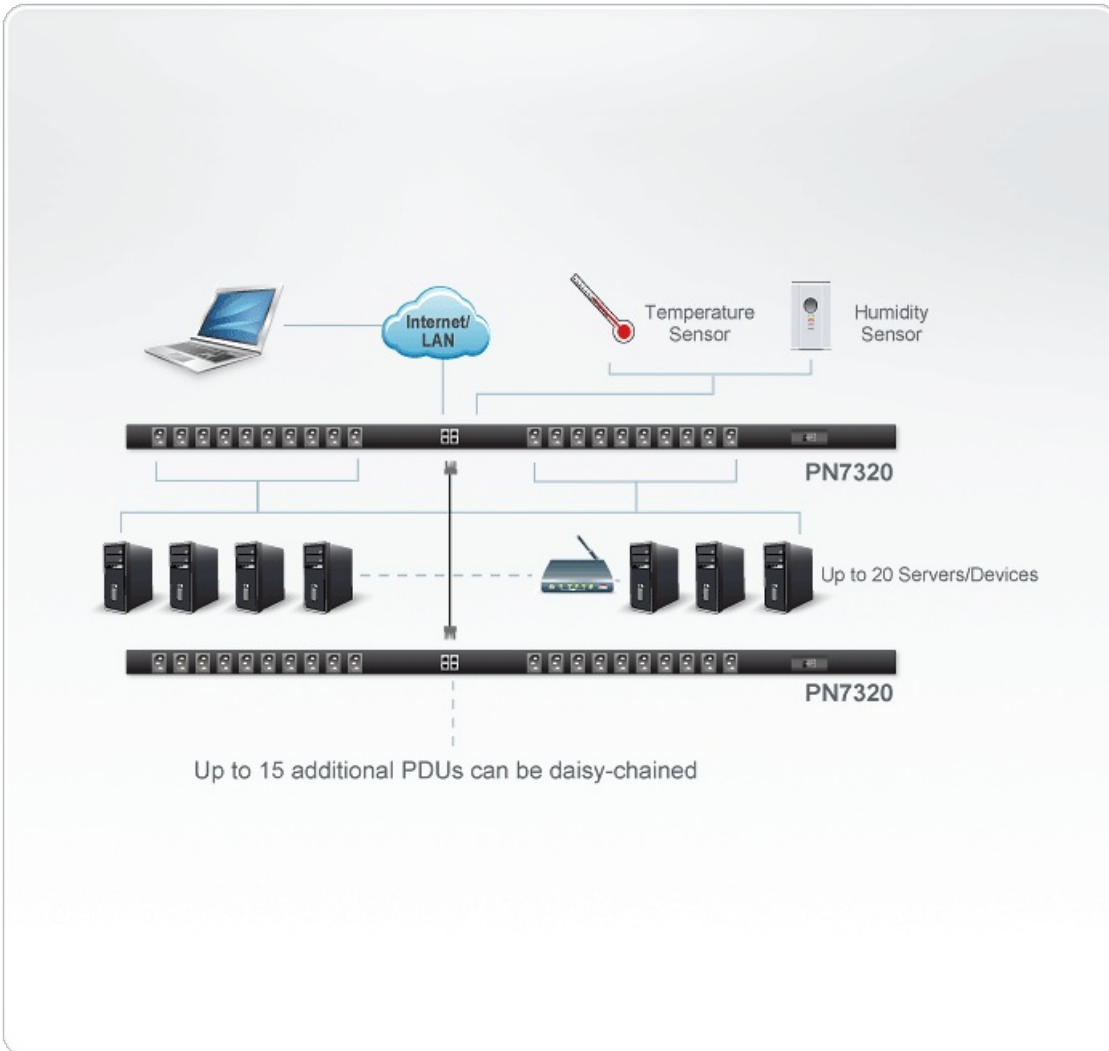 Internet/
LAN
Temperature
Sensor
Humidity
Sensor
PN7320
Up to 20 Servers/Devices
PN7320
Up to 15 additional PDUs can be daisy-chained